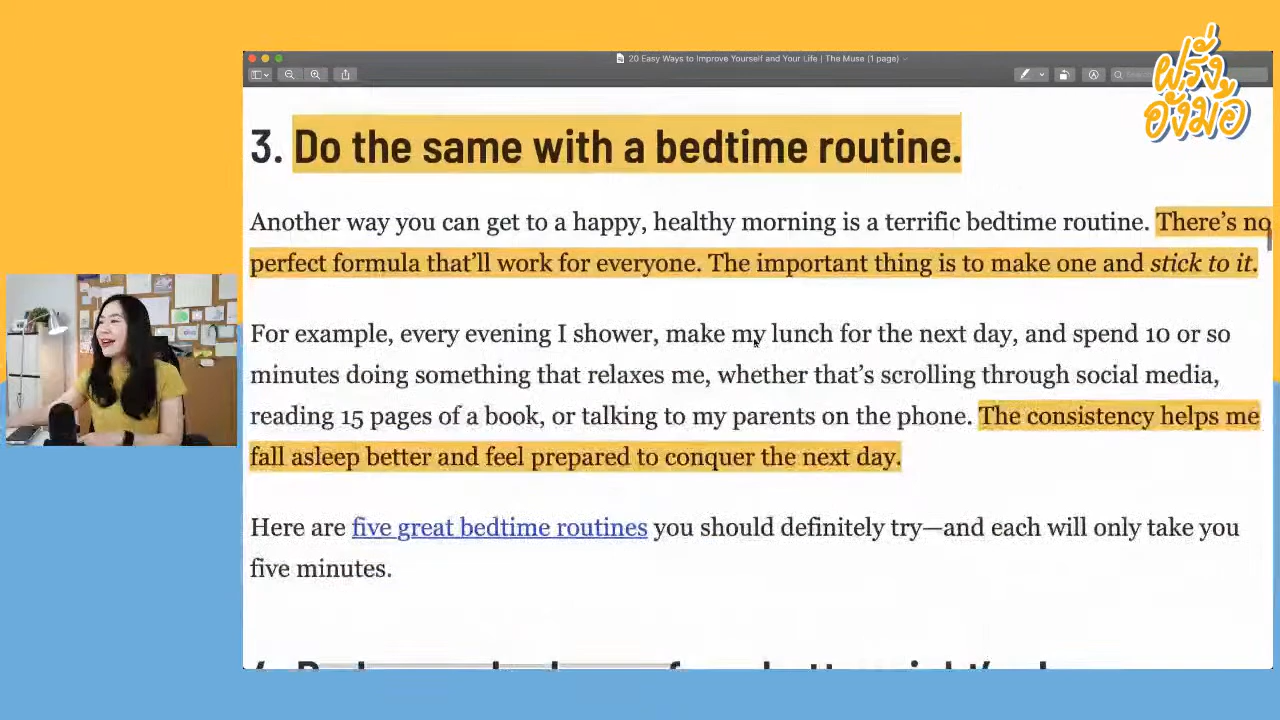 20 Easy Ways to Improve Yourself and Your Life | The Muse (1 page)
ฝรั่ง
อังม้อ
3. Do the same with a bedtime routine.
Another way you can get to a happy, healthy morning is a terrific bedtime routine. There's no
perfect formula that'll work for everyone. The important thing is to make one and stick to it.
For example, every evening I shower, make my lunch for the next day, and spend 10 or so
minutes doing something that relaxes me, whether that's scrolling through social media,
reading 15 pages of a book, or talking to my parents on the phone. The consistency helps me
fall asleep better and feel prepared to conquer the next day.
Here are five great bedtime routines you should definitely try—and each will only take you
five minutes.